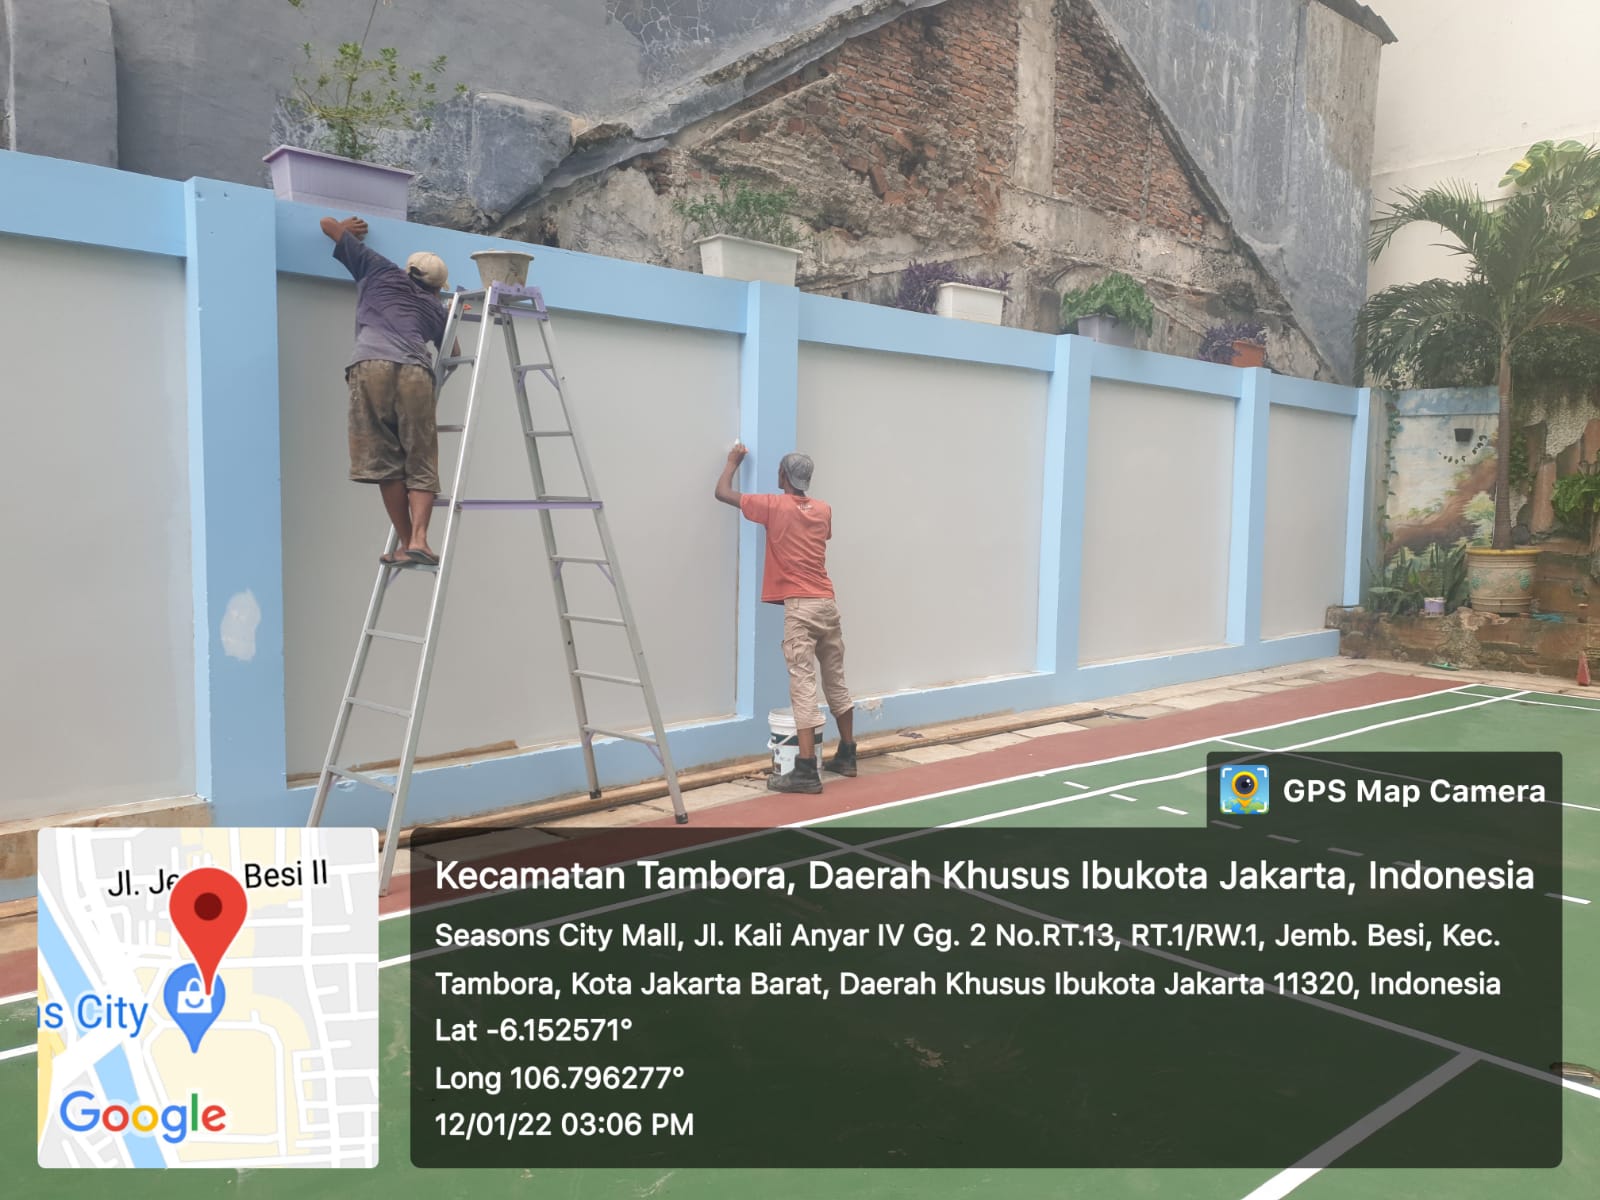 GPS Map Camera
Kecamatan Tambora, Daerah Khusus Ibukota Jakarta, Indonesia
Seasons City Mall, Jl. Kali Anyar IV Gg. 2 No.RT.13, RT.1/RW.1, Jemb. Besi, Kec.
Tambora, Kota Jakarta Barat, Daerah Khusus Ibukota Jakarta 11320, Indonesia
Lat -6.152571°
Long 106.796277°
12/01/22 03:06 PM
Jl. Je Besi II
s City
Google